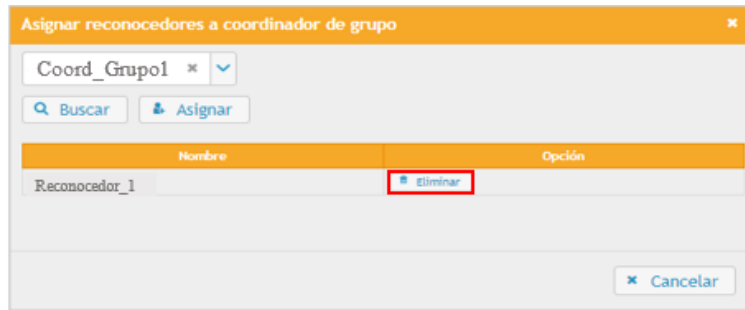 Asignar reconocedores a coordinador de grupo
Coord_Grupo1
Buscar Asignar
Nombre Opción
Reconocedor_1 Eliminar
Cancelar